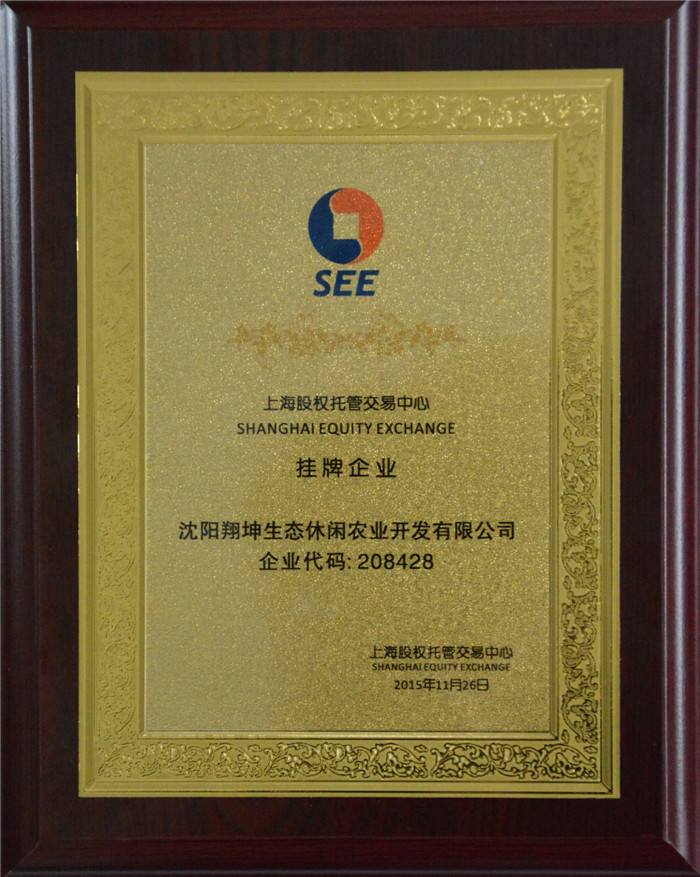 SEE
上海股权托管交易中心
SHANGHAI EQUITY EXCHANGE
挂牌企业
沈阳翔坤生态休闲农业开发有限公司
企业代码: 208428
上海股权托管交易中心
SHANGHAI EQUITY EXCHANGE
2015年11月26日